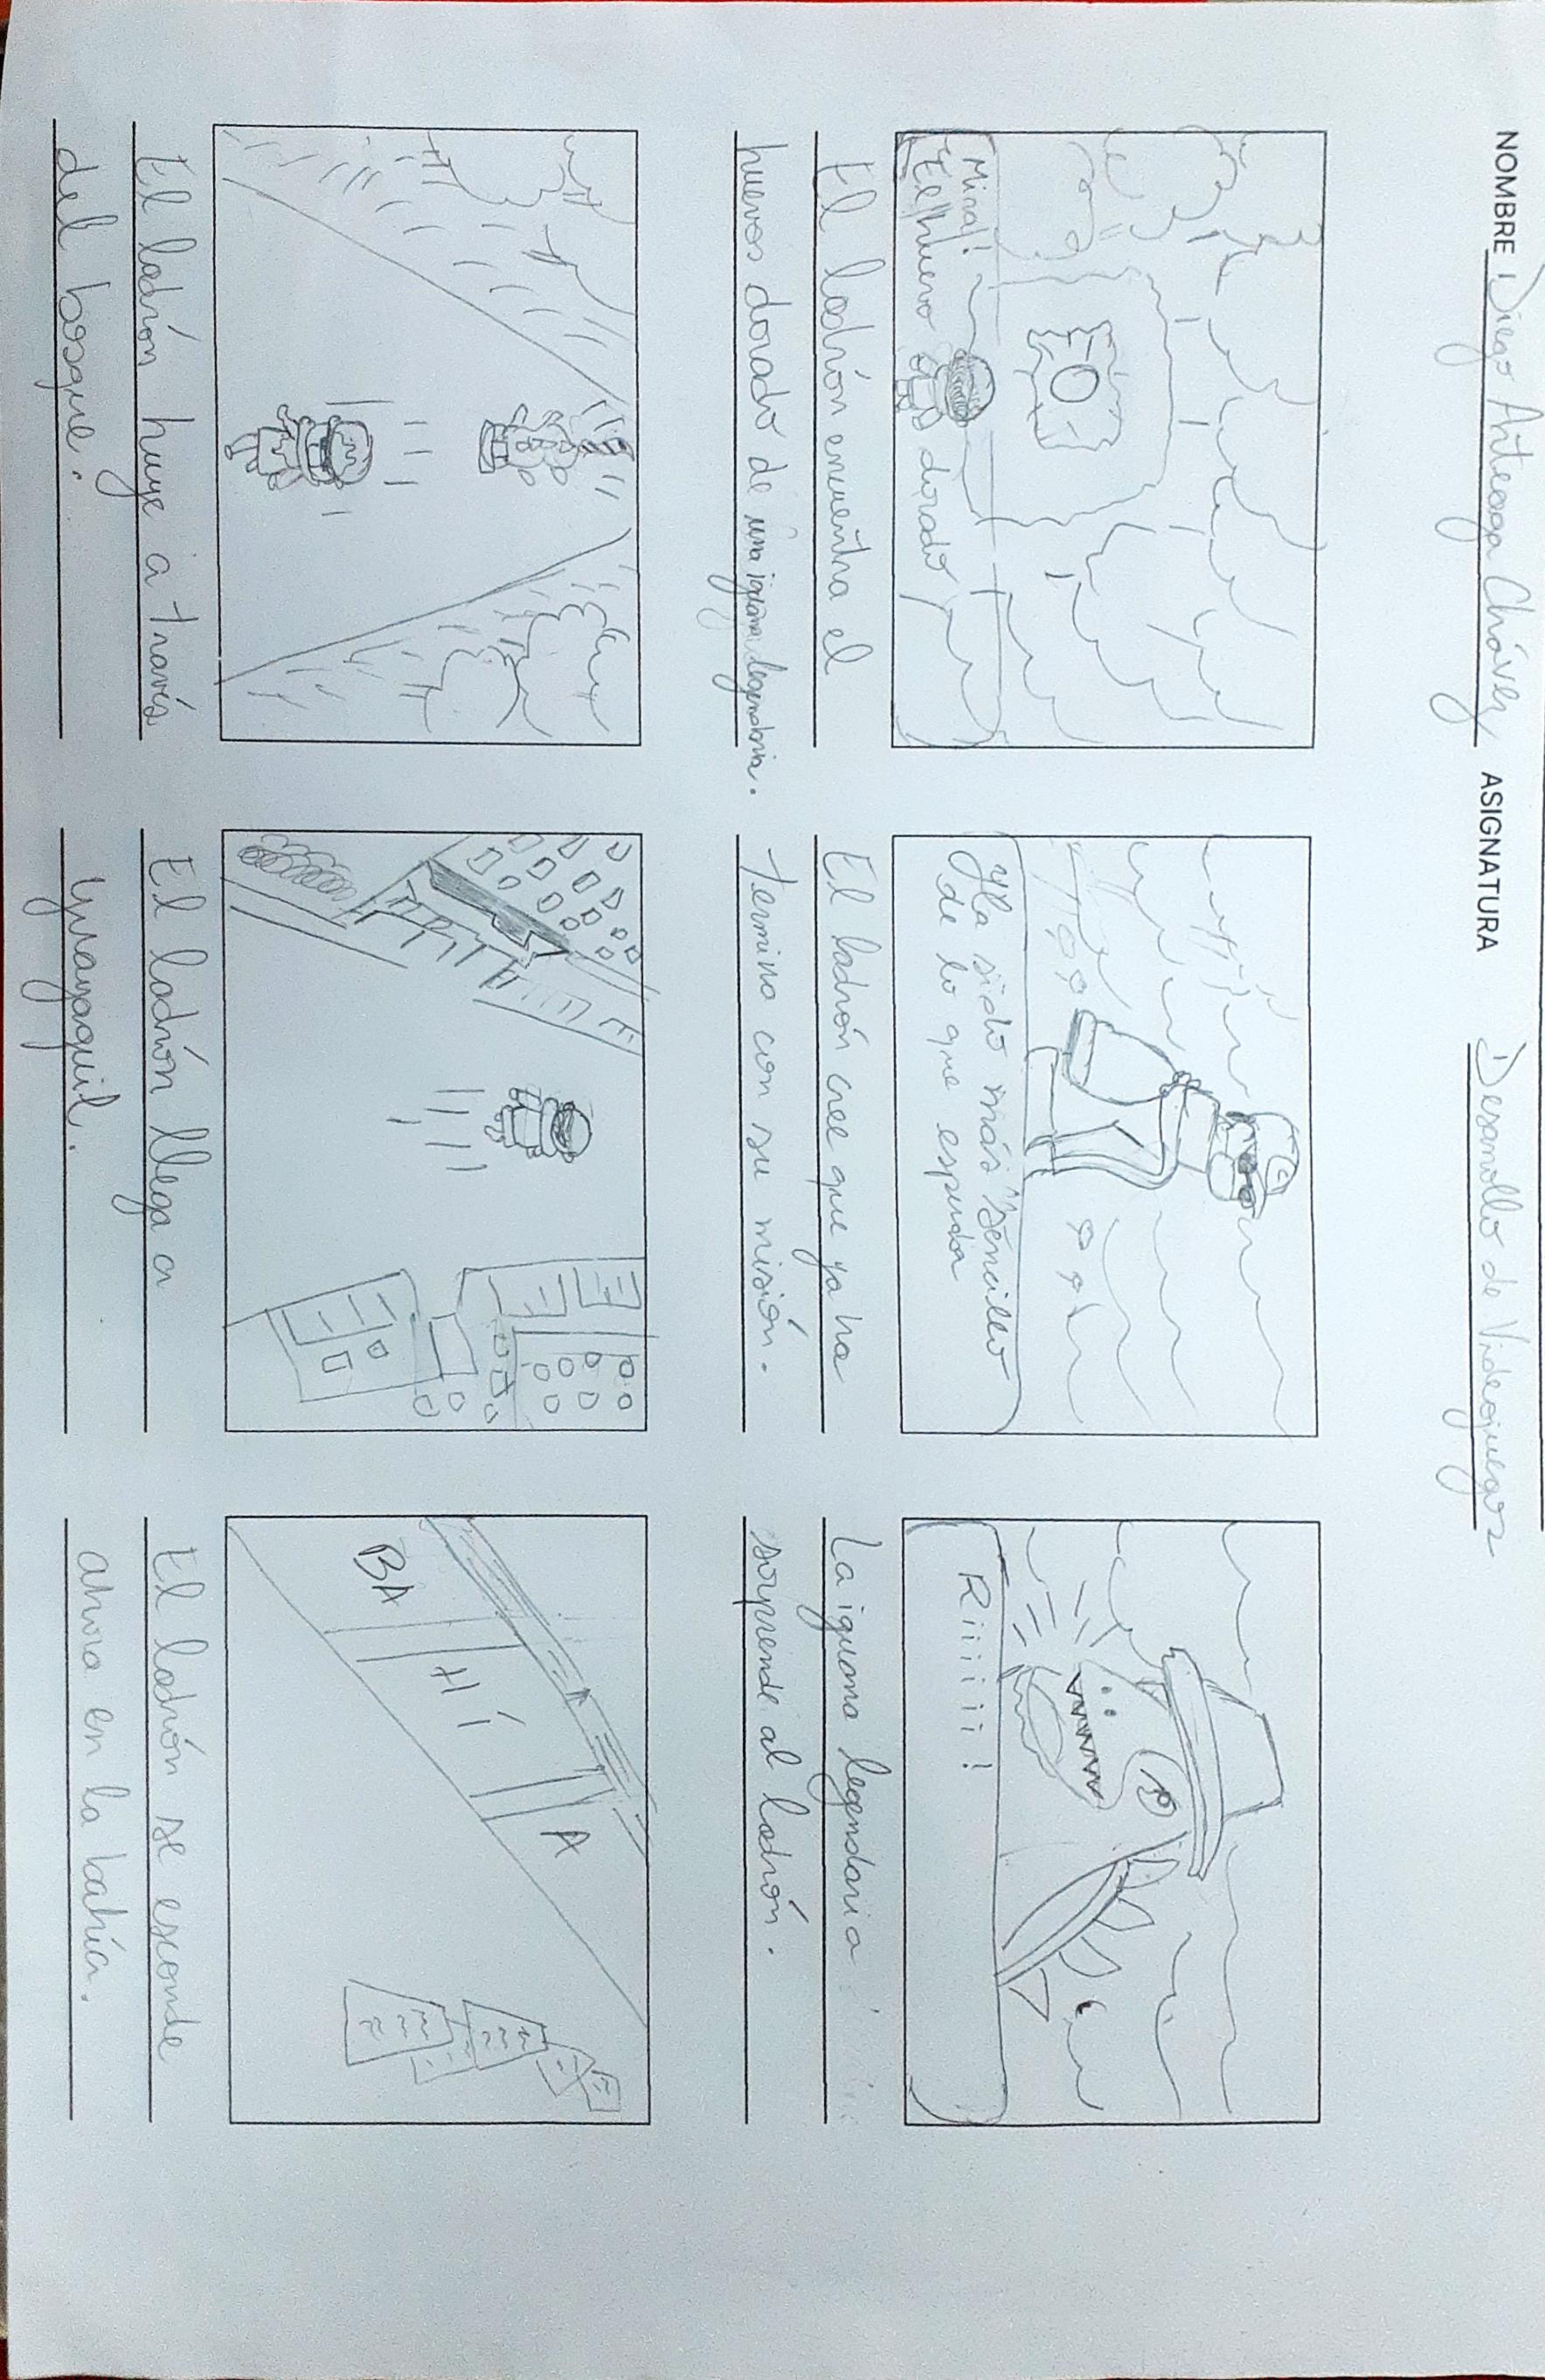 NOMBRE Diego Arteaga Chávez ASIGNATURA Desarrollo de Videojuegos
Mira!
El huevo dorado
Ha sido más sencillo
de lo que esperaba
Riiiiii!
El ladrón encuentra el
huevos dorado de una iguana legendaria.
El ladrón cree que ya ha
termino con su misión.
La iguana legendaria
sorprende al ladrón.
BA HÍ A
El ladrón huye a través
del bosque.
El ladrón llega a
Guayaquil.
El ladrón se esconde
ahora en la bahía.